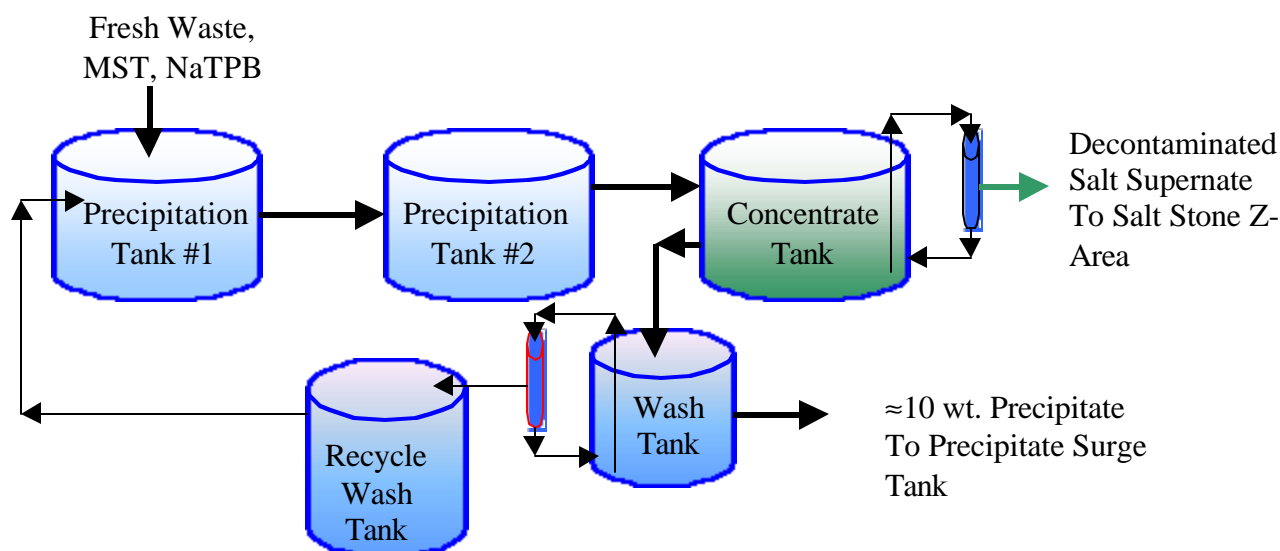 Fresh Waste,
MST, NaTPB
Precipitation
Tank #1
Precipitation
Tank #2
Concentrate
Tank
Decontaminated
Salt Supernate
To Salt Stone Z-
Area
Recycle
Wash
Tank
Wash
Tank
≈10 wt. Precipitate
To Precipitate Surge
Tank